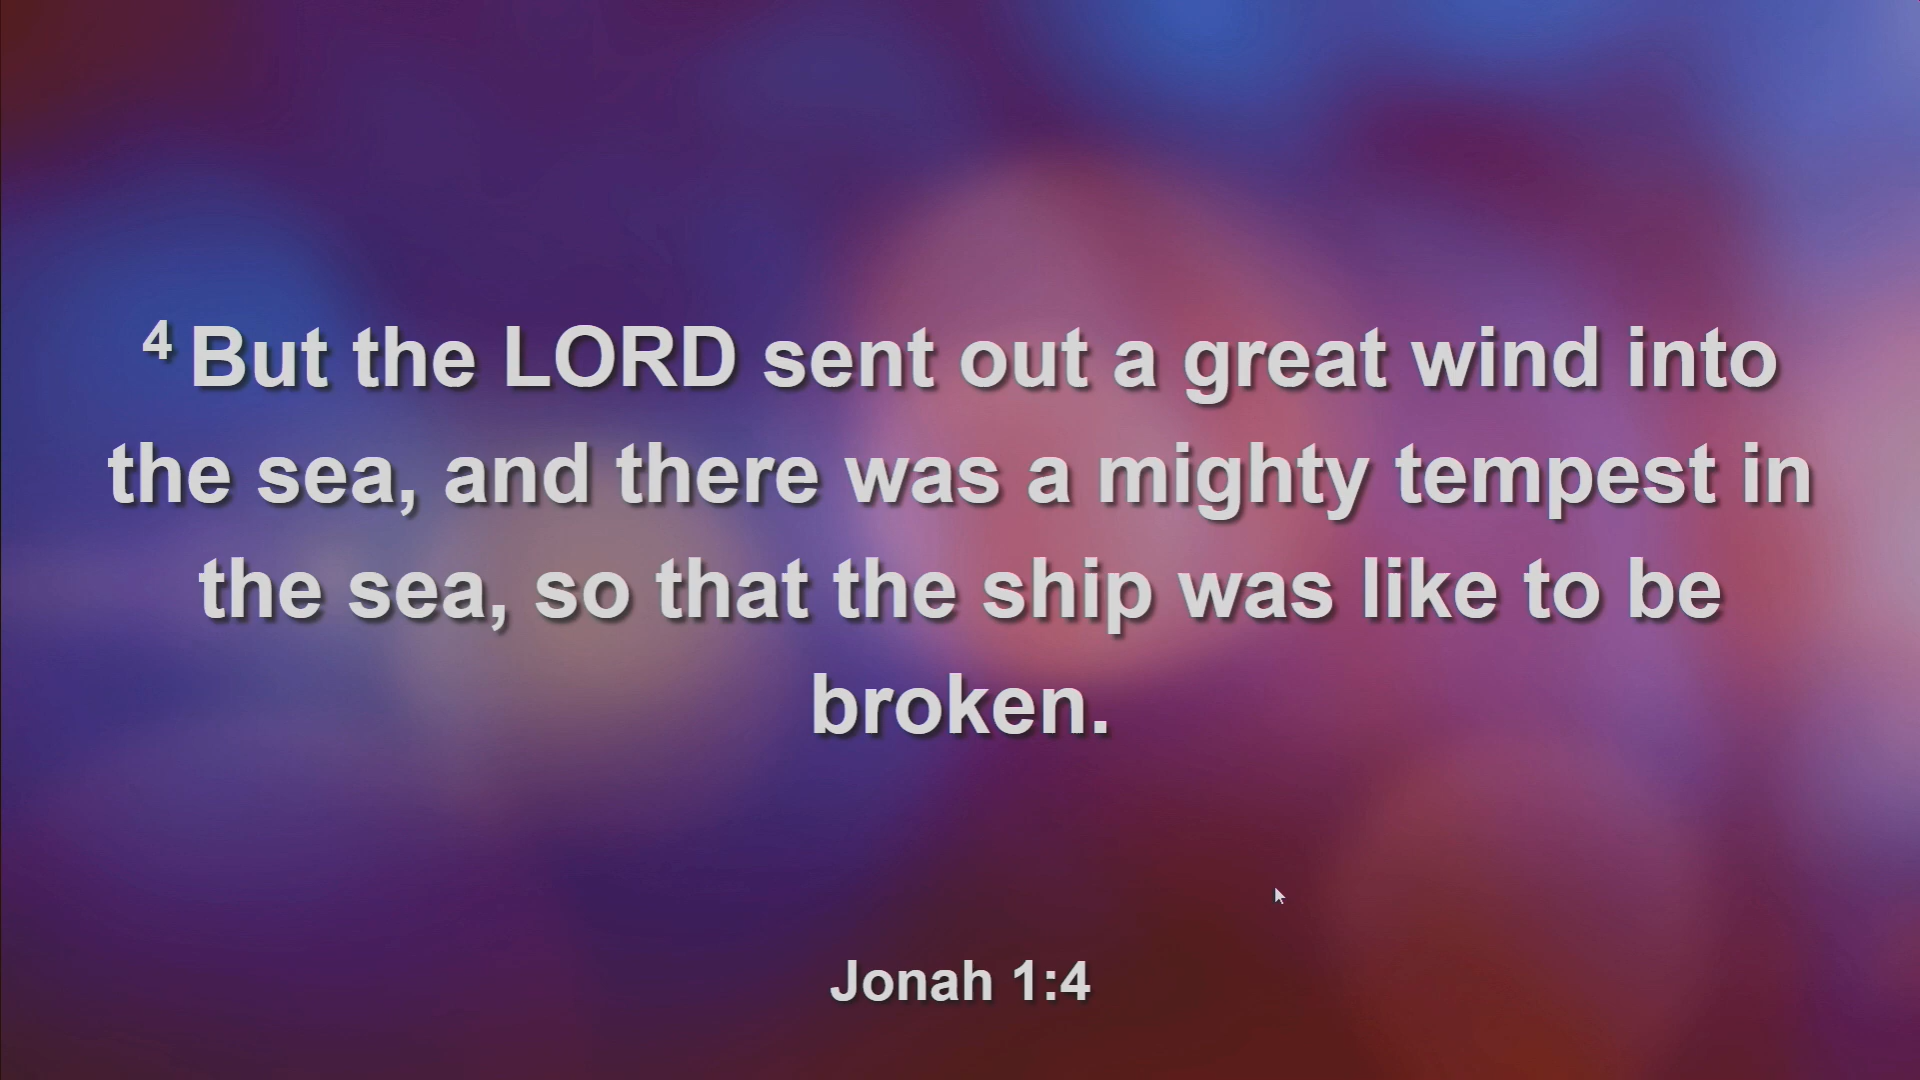 4 But the LORD sent out a great wind into
the sea, and there was a mighty tempest in
the sea, so that the ship was like to be
broken.
Jonah 1:4